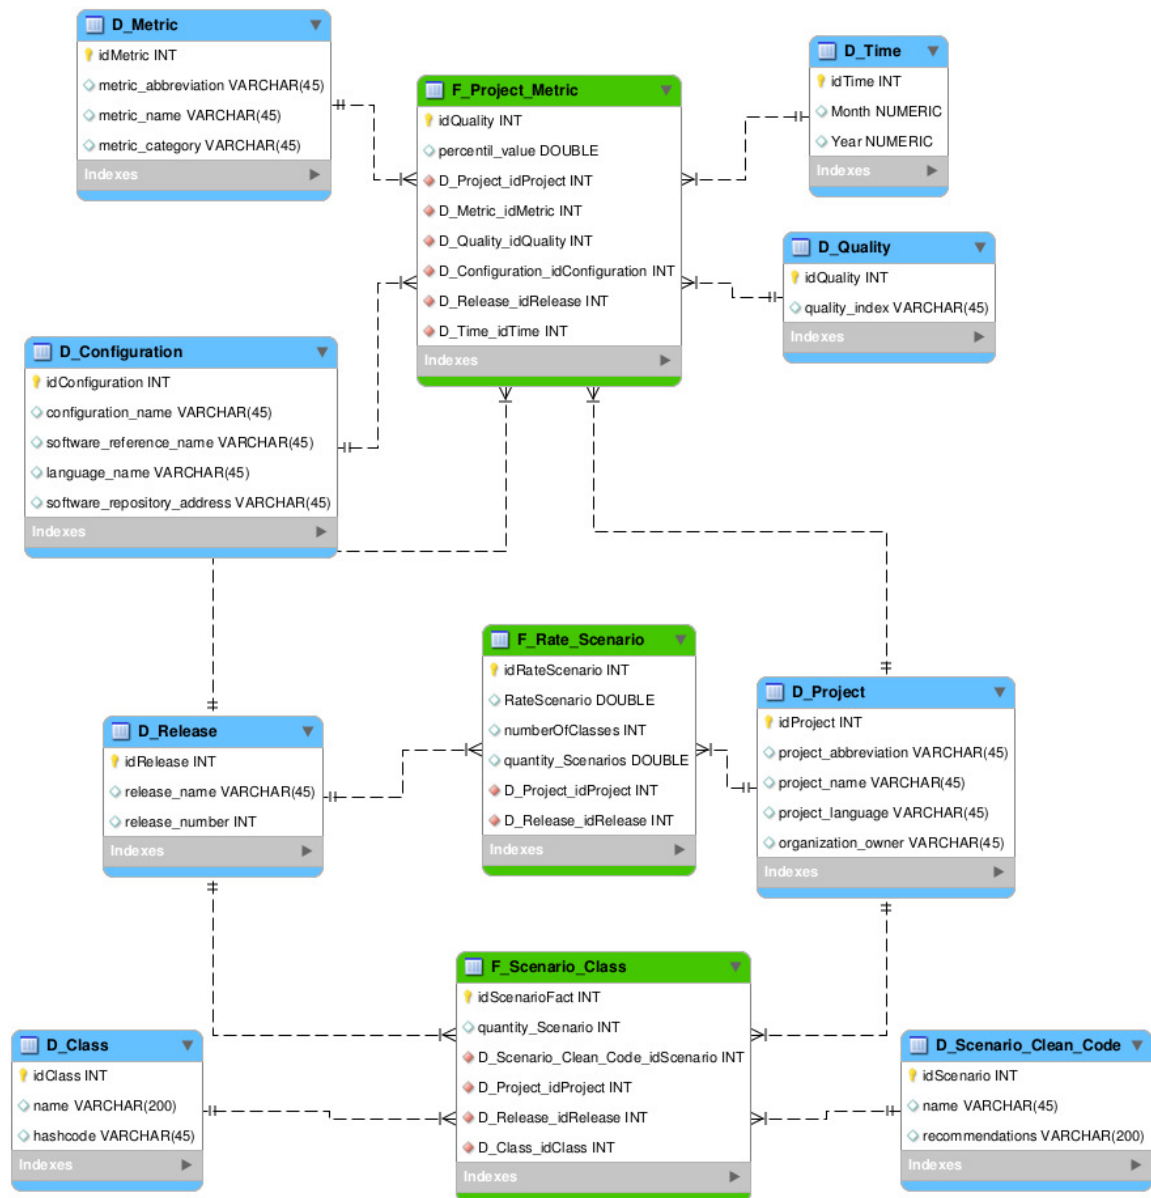 D_Metric
idMetric INT
metric_abbreviation VARCHAR(45)
metric_name VARCHAR(45)
metric_category VARCHAR(45)
Indexes
F_Project_Metric
idQuality INT
percentil_value DOUBLE
D_Project_idProject INT
D_Metric_idMetric INT
D_Quality_idQuality INT
D_Configuration_idConfiguration INT
D_Release_idRelease INT
D_Time_idTime INT
Indexes
D_Time
idTime INT
Month NUMERIC
Year NUMERIC
Indexes
D_Quality
idQuality INT
quality_index VARCHAR(45)
Indexes
D_Configuration
idConfiguration INT
configuration_name VARCHAR(45)
software_reference_name VARCHAR(45)
language_name VARCHAR(45)
software_repository_address VARCHAR(45)
Indexes
F_Rate_Scenario
idRateScenario INT
RateScenario DOUBLE
numberOfClasses INT
quantity_Scenarios DOUBLE
D_Project_idProject INT
D_Release_idRelease INT
Indexes
D_Project
idProject INT
project_abbreviation VARCHAR(45)
project_name VARCHAR(45)
project_language VARCHAR(45)
organization_owner VARCHAR(45)
Indexes
D_Release
idRelease INT
release_name VARCHAR(45)
release_number INT
Indexes
F_Scenario_Class
idScenarioFact INT
quantity_Scenario INT
D_Scenario_Clean_Code_idScenario INT
D_Project_idProject INT
D_Release_idRelease INT
D_Class_idClass INT
Indexes
D_Class
idClass INT
name VARCHAR(200)
hashcode VARCHAR(45)
Indexes
D_Scenario_Clean_Code
idScenario INT
name VARCHAR(45)
recommendations VARCHAR(200)
Indexes